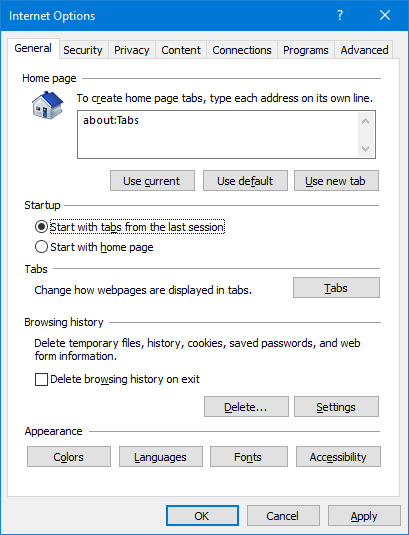 Internet Options
General Security Privacy Content Connections Programs Advanced
Home page
To create home page tabs, type each address on its own line.
about:Tabs
Use current Use default Use new tab
Startup
Start with tabs from the last session
Start with home page
Tabs
Change how webpages are displayed in tabs. Tabs
Browsing history
Delete temporary files, history, cookies, saved passwords, and web
form information.
Delete browsing history on exit
Delete... Settings
Appearance
Colors Languages Fonts Accessibility
OK Cancel Apply